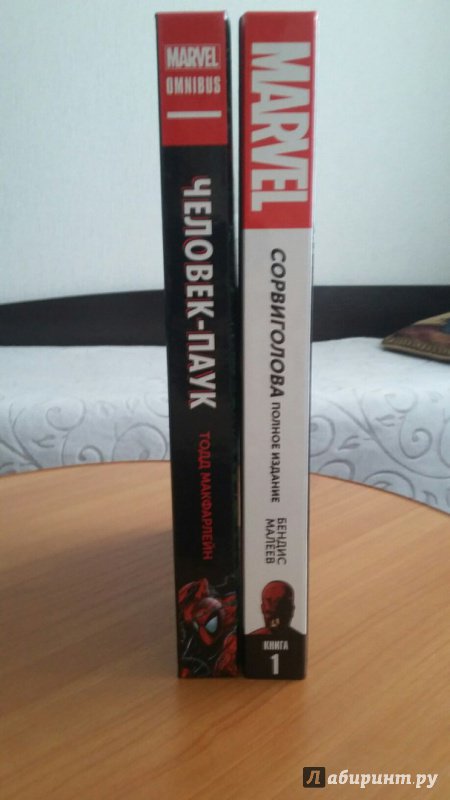 MARVEL
OMNIBUS
ЧЕЛОВЕК-ПАУК
ТОДД МАКФАРЛЕЙН
MARVEL
СОРВИГОЛОВА ПОЛНОЕ ИЗДАНИЕ
БЕНДИС
МАЛЕЕВ
КНИГА
1
Лабиринт.ру